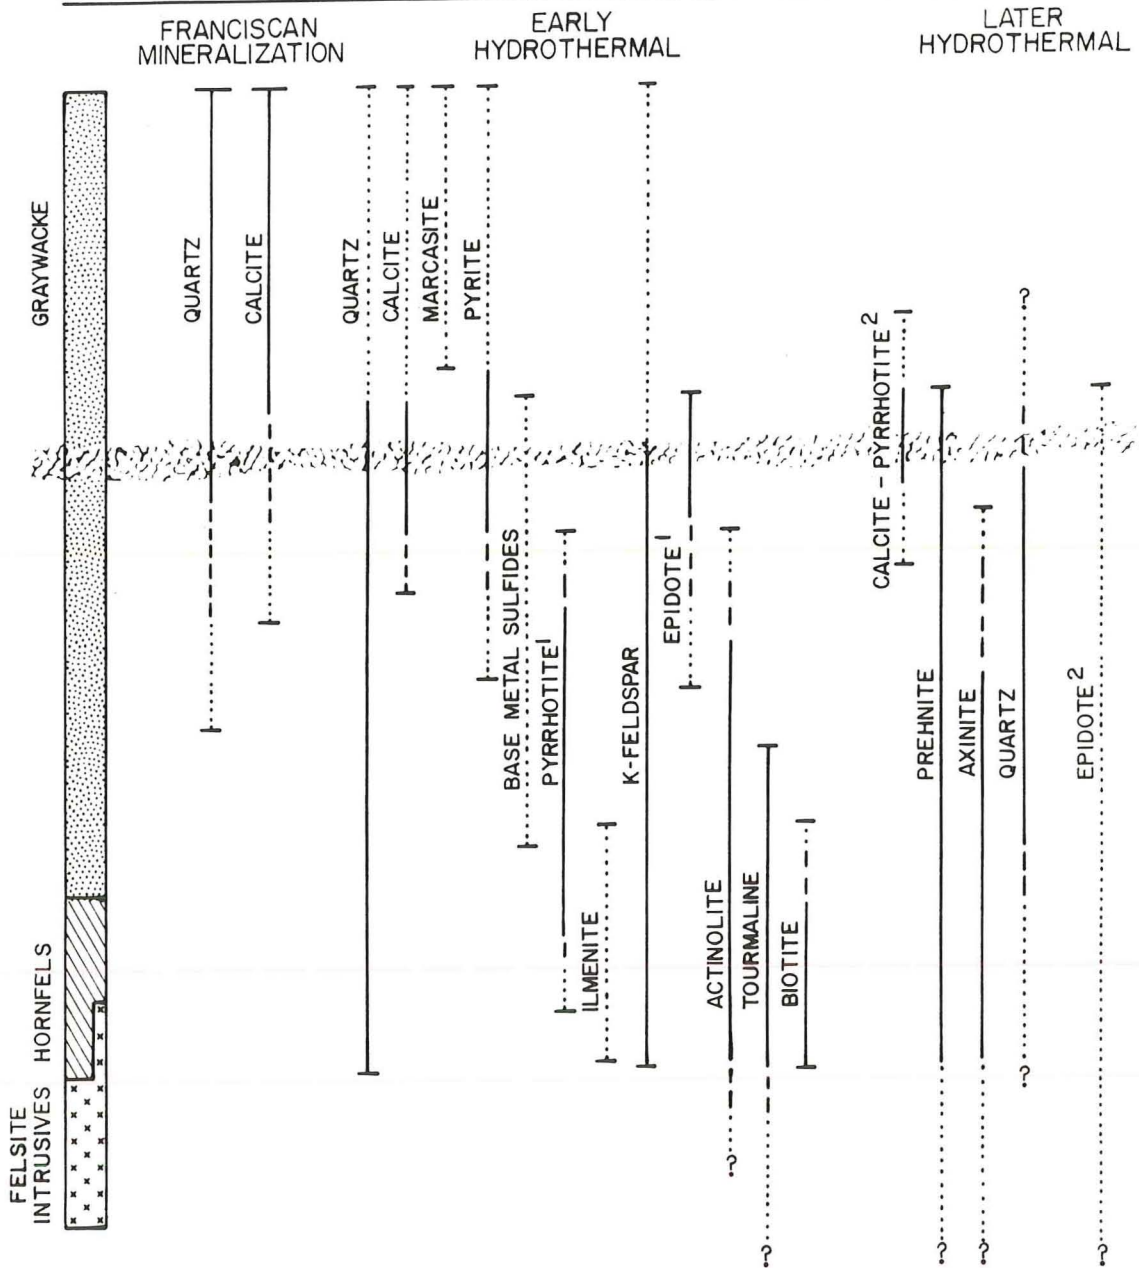 FRANCISCAN
MINERALIZATION
EARLY
HYDROTHERMAL
LATER
HYDROTHERMAL
GRAYWACKE
HORNFELS
FELSITE
INTRUSIVES
QUARTZ
CALCITE
QUARTZ
CALCITE
MARCASITE
PYRITE
BASE METAL SULFIDES
PYRRHOTITE¹
ILMENITE
K-FELDSPAR
EPIDOTE¹
ACTINOLITE
?
TOURMALINE
?
BIOTITE
CALCITE - PYRRHOTITE²
PREHNITE
?
AXINITE
?
?
QUARTZ
?
EPIDOTE²
?